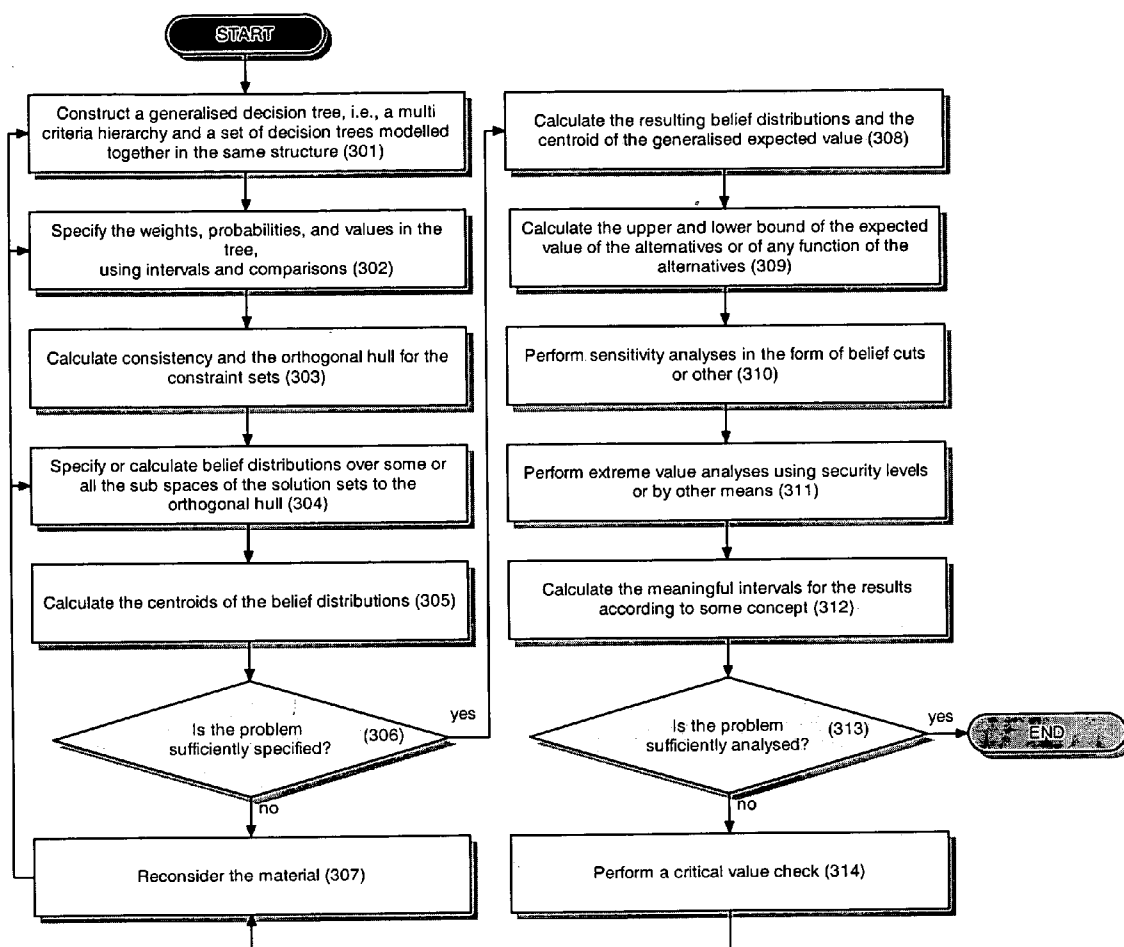 START
Construct a generalised decision tree, i.e., a multi
criteria hierarchy and a set of decision trees modelled
together in the same structure (301)
Specify the weights, probabilities, and values in the
tree,
using intervals and comparisons (302)
Calculate consistency and the orthogonal hull for the
constraint sets (303)
Specify or calculate belief distributions over some or
all the sub spaces of the solution sets to the
orthogonal hull (304)
Calculate the centroids of the belief distributions (305)
Is the problem
sufficiently specified?
(306)
yes
no
Reconsider the material (307)
Calculate the resulting belief distributions and the
centroid of the generalised expected value (308)
Calculate the upper and lower bound of the expected
value of the alternatives or of any function of the
alternatives (309)
Perform sensitivity analyses in the form of belief cuts
or other (310)
Perform extreme value analyses using security levels
or by other means (311)
Calculate the meaningful intervals for the results
according to some concept (312)
Is the problem
sufficiently analysed?
(313)
yes
END
no
Perform a critical value check (314)